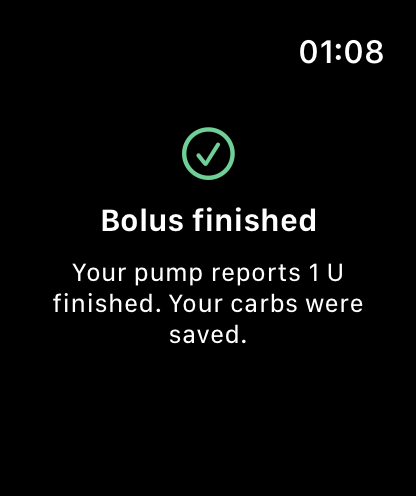 01:08
Bolus finished
Your pump reports 1 U
finished. Your carbs were
saved.